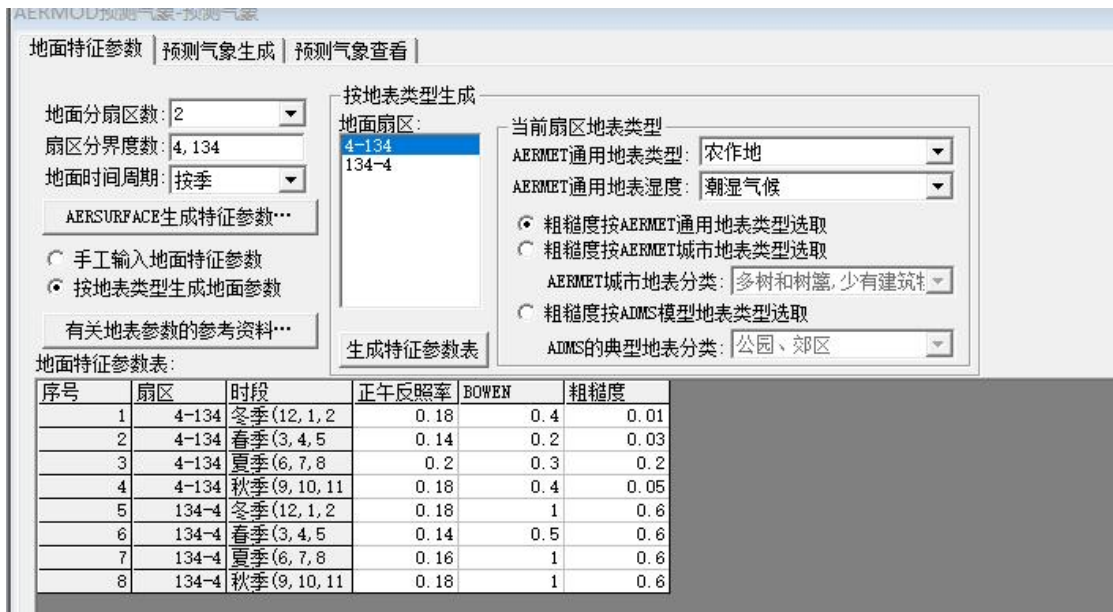 AERMOD预测气象-预测气象
地面特征参数 预测气象生成 预测气象查看
地面分扇区数: 2
扇区分界度数: 4, 134
地面时间周期: 按季
AERSURFACE生成特征参数…
手工输入地面特征参数
按地表类型生成地面参数
有关地表参数的参考资料…
按地表类型生成
地面扇区:
4-134
134-4
生成特征参数表
当前扇区地表类型
AERMET通用地表类型: 农作地
AERMET通用地表湿度: 潮湿气候
粗糙度按AERMET通用地表类型选取
粗糙度按AERMET城市地表类型选取
AERMET城市地表分类: 多树和树篱,少有建筑
粗糙度按ADMS模型地表类型选取
ADMS的典型地表分类: 公园、郊区
地面特征参数表:
序号 扇区 时段 正午反照率 BOWEN 粗糙度
1 4-134 冬季(12,1,2 0.18 0.4 0.01
2 4-134 春季(3,4,5 0.14 0.2 0.03
3 4-134 夏季(6,7,8 0.2 0.3 0.2
4 4-134 秋季(9,10,11 0.18 0.4 0.05
5 134-4 冬季(12,1,2 0.18 1 0.6
6 134-4 春季(3,4,5 0.14 0.5 0.6
7 134-4 夏季(6,7,8 0.16 1 0.6
8 134-4 秋季(9,10,11 0.18 1 0.6